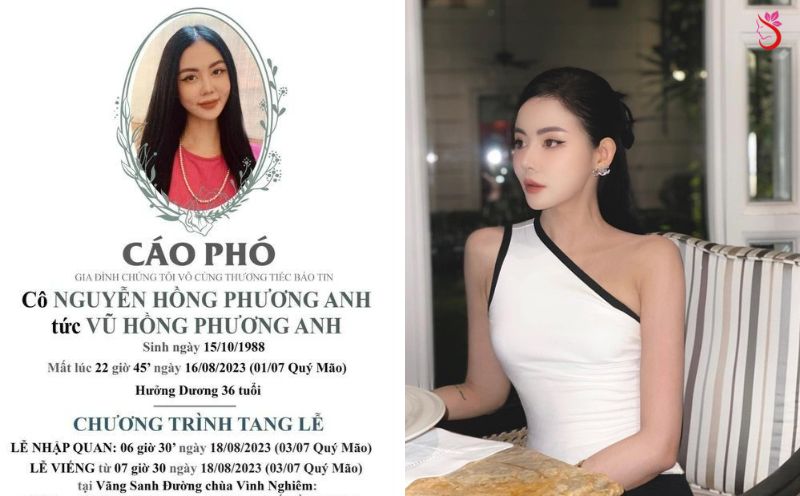 CÁO PHÓ
GIA ĐÌNH CHÚNG TÔI VÔ CÙNG THƯƠNG TIẾC BÁO TIN
Cô NGUYỄN HỒNG PHƯƠNG ANH
tức VŨ HỒNG PHƯƠNG ANH
Sinh ngày 15/10/1988
Mất lúc 22 giờ 45’ ngày 16/08/2023 (01/07 Quý Mão)
Hưởng Dương 36 tuổi
CHƯƠNG TRÌNH TANG LỄ
LỄ NHẬP QUAN: 06 giờ 30’ ngày 18/08/2023 (03/07 Quý Mão)
LỄ VIẾNG từ 07 giờ 30 ngày 18/08/2023 (03/07 Quý Mão)
tại Vãng Sanh Đường chùa Vĩnh Nghiêm: